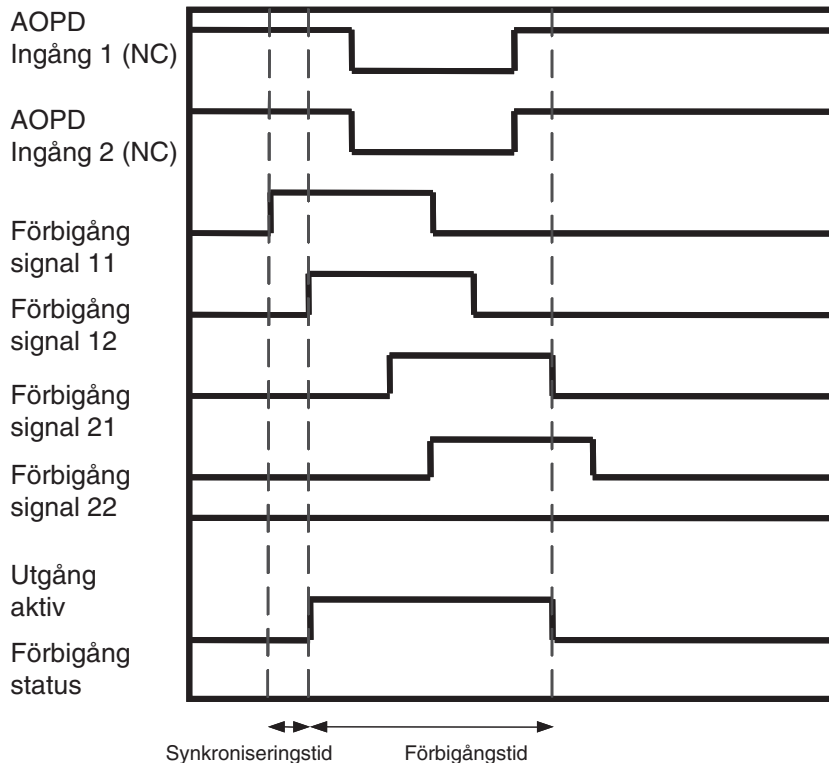 AOPD
Ingång 1 (NC)
AOPD
Ingång 2 (NC)
Förbigång
signal 11
Förbigång
signal 12
Förbigång
signal 21
Förbigång
signal 22
Utgång
aktiv
Förbigång
status
Synkroniseringstid Förbigångstid